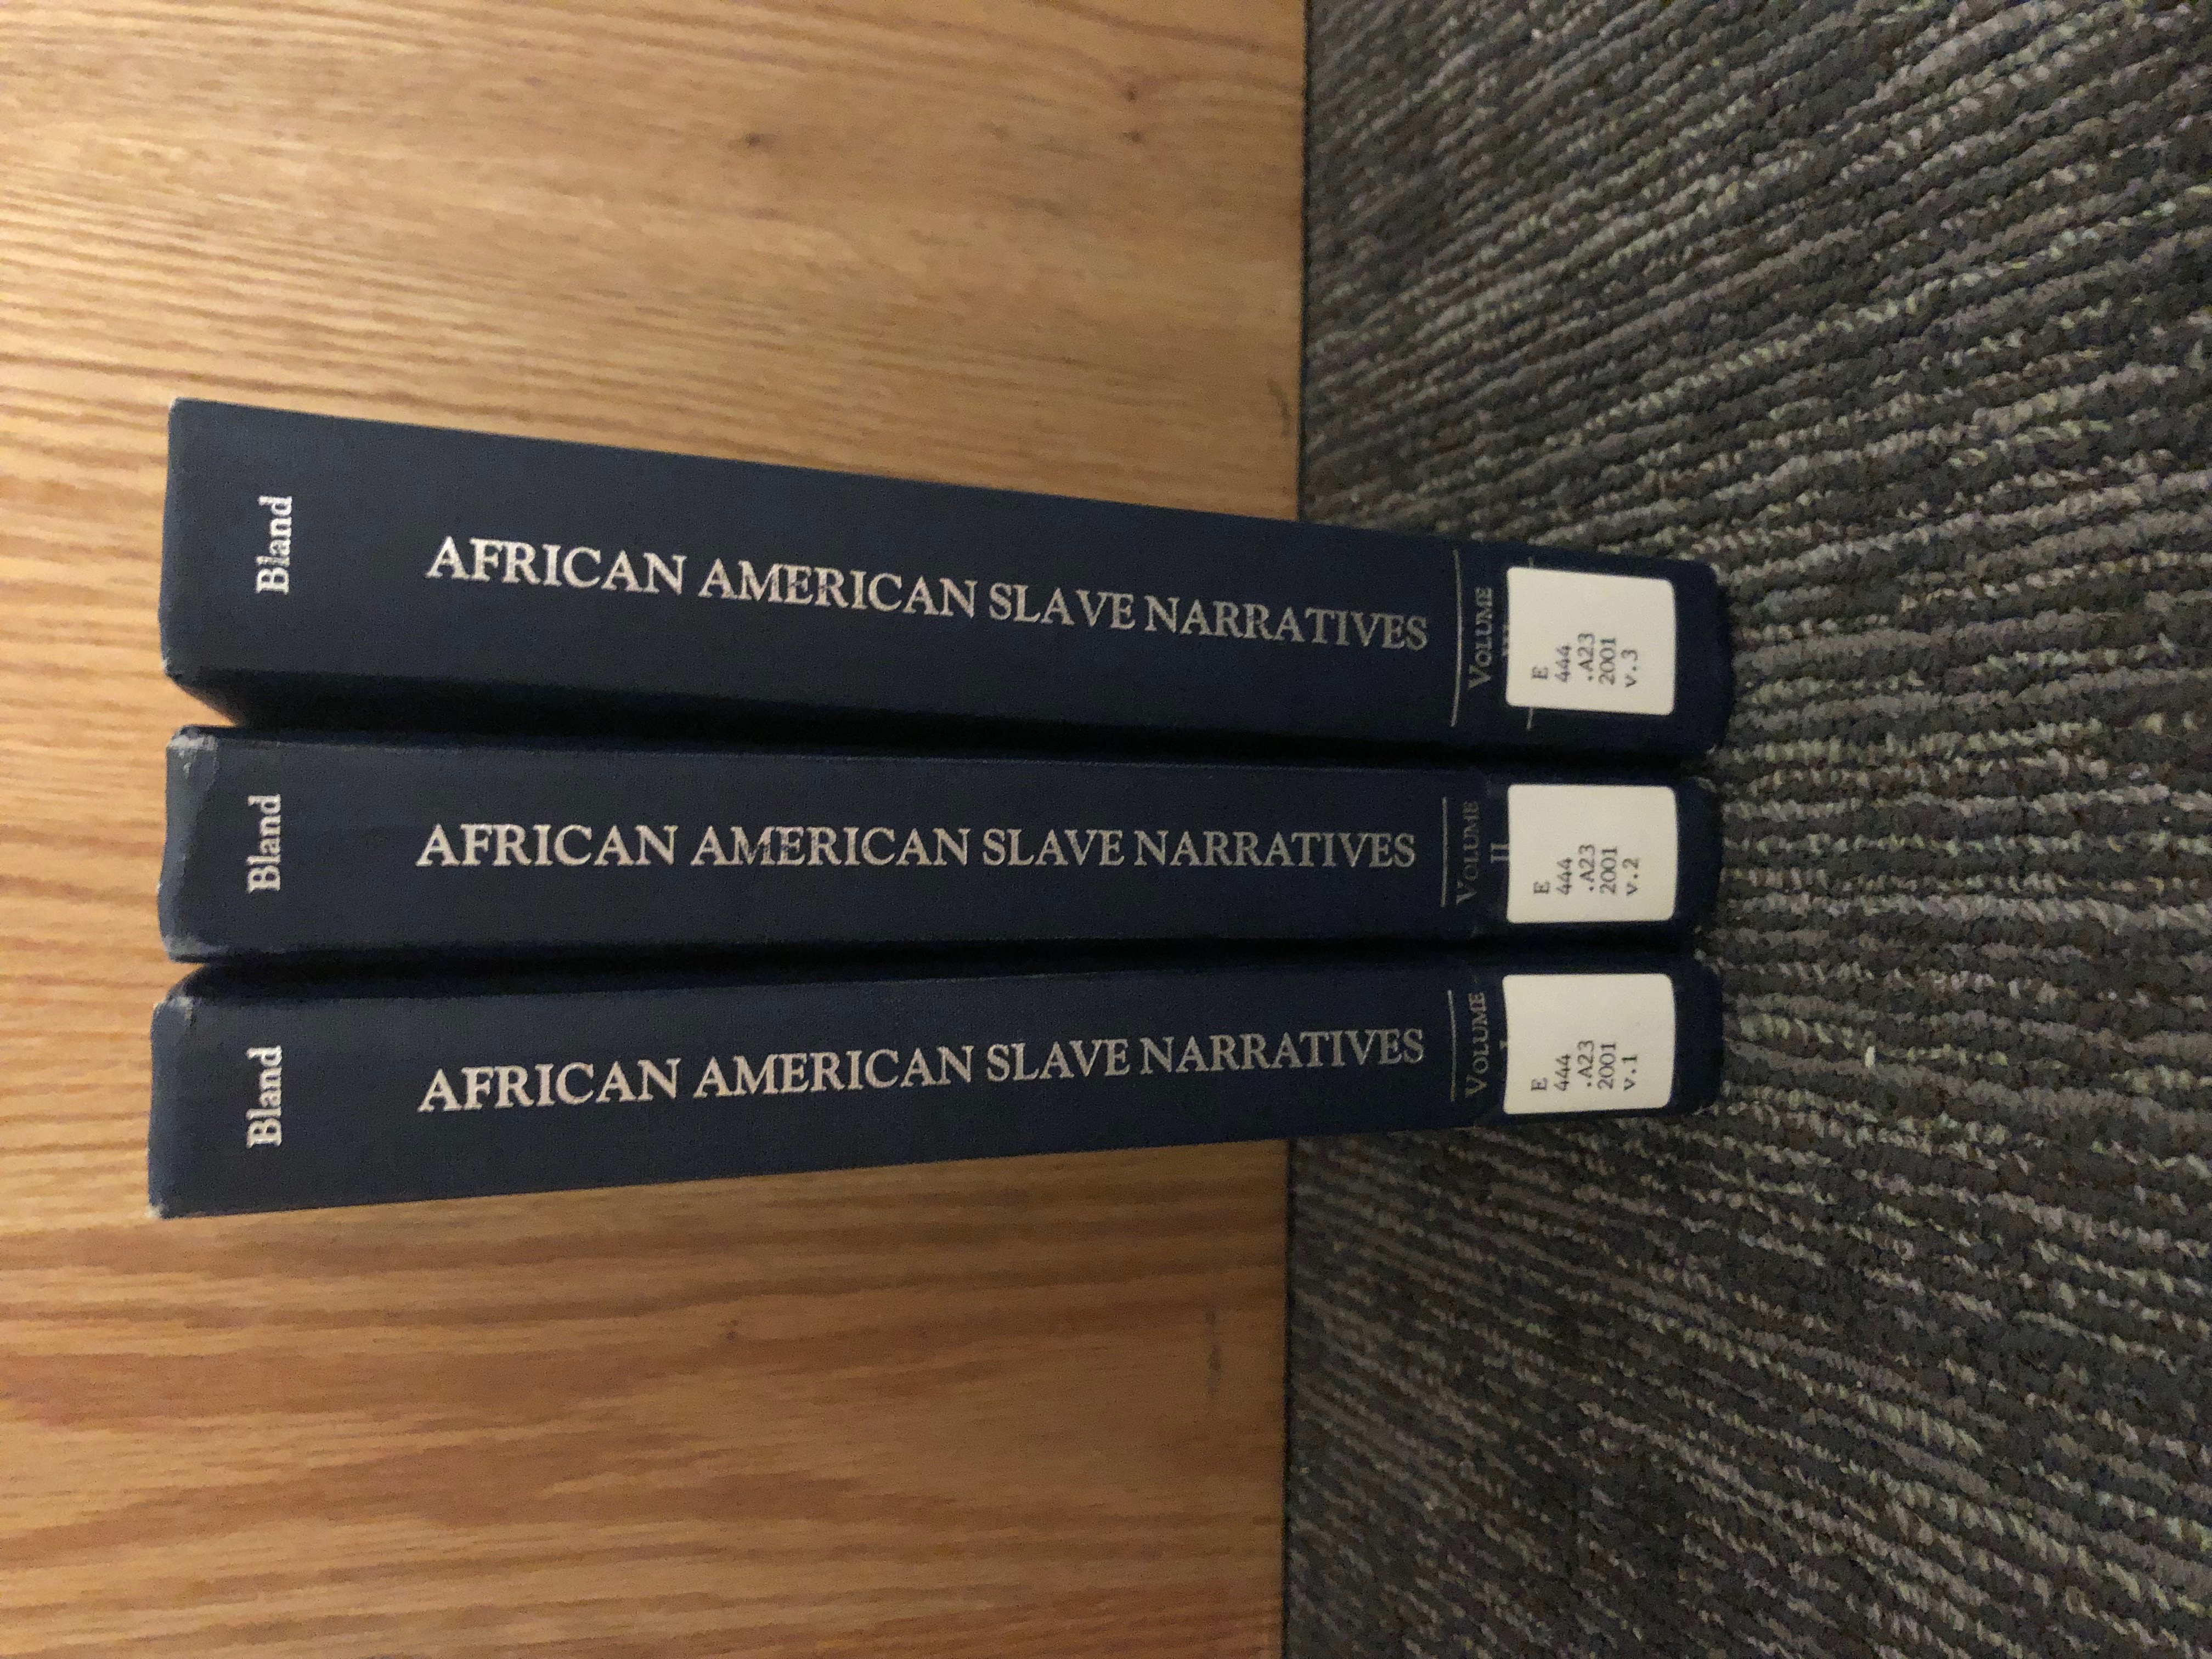 Bland
AFRICAN AMERICAN SLAVE NARRATIVES
VOLUME
E
444
.A23
2001
v.1
Bland
AFRICAN AMERICAN SLAVE NARRATIVES
VOLUME
II
E
444
.A23
2001
v.2
Bland
AFRICAN AMERICAN SLAVE NARRATIVES
VOLUME
E
444
.A23
2001
v.3